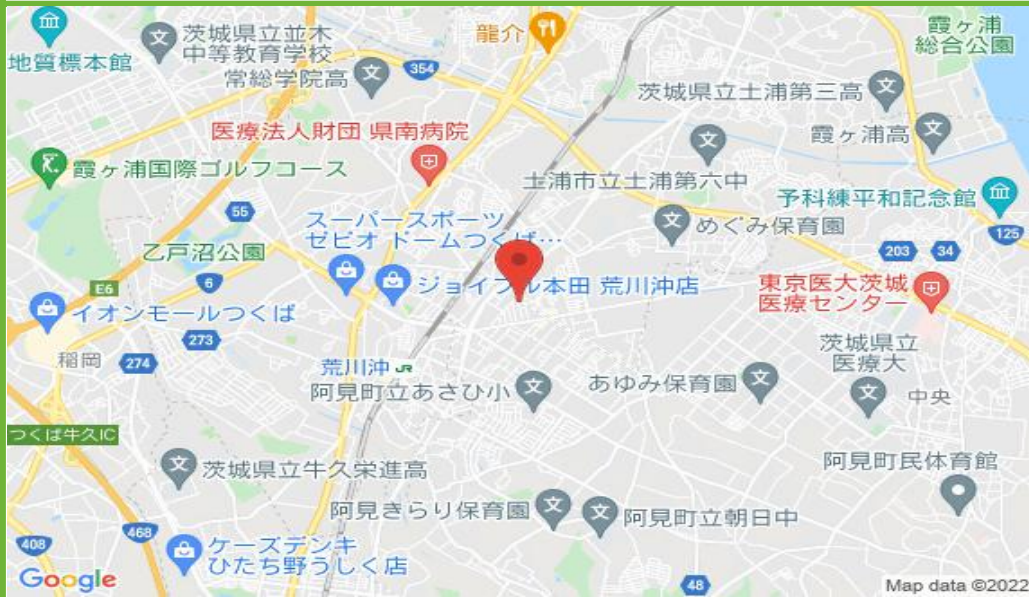 地質標本館
茨城県立並木
中等教育学校
常総学院高
354
龍介
霞ヶ浦
総合公園
茨城県立土浦第三高
霞ヶ浦高
医療法人財団 県南病院
霞ヶ浦国際ゴルフコース
土浦市立土浦第六中
予科練平和記念館
めぐみ保育園
125
55
乙戸沼公園
スーパースポーツ
ゼビオ ドームつくば…
203
34
E6
6
ジョイフル本田 荒川沖店
東京医大茨城
医療センター
イオンモールつくば
273
稲岡
274
荒川沖 JR
茨城県立
医療大
阿見町立あさひ小
あゆみ保育園
中央
つくば牛久IC
茨城県立牛久栄進高
阿見町民体育館
阿見きらり保育園
阿見町立朝日中
468
408
ケーズデンキ
ひたち野うしく店
48
Google
Map data ©2022